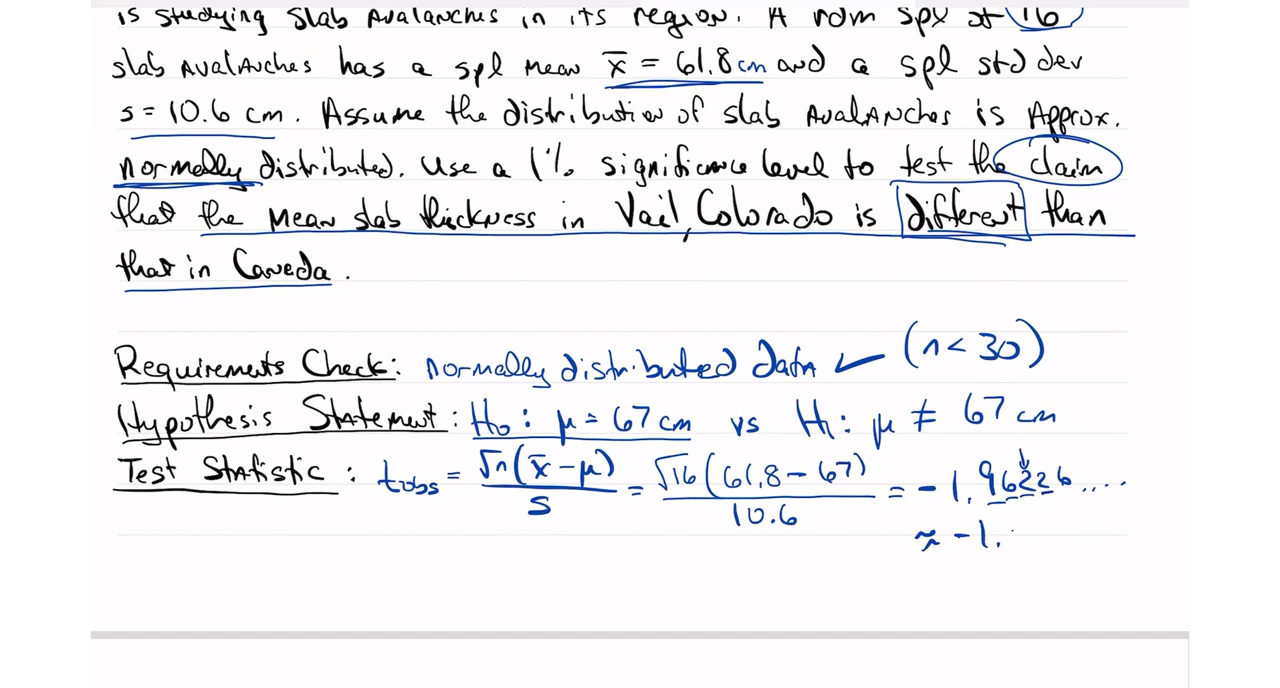 is studying slab avalanches in its region. A rdm spl of 16
slab Avalanches has a spl mean x̄ = 61.8 cm and a spl std dev
s = 10.6 cm. Assume the distribution of slab Avalanches is Approx.
normally distributed. Use a 1% significance level to test the claim
that the mean slab thickness in Vail, Colorado is different than
that in Caneda.
Requirements Check: normally distributed data ✓ (n < 30)
Hypothesis Statement: H₀: μ = 67 cm vs H₁: μ ≠ 67 cm
Test Statistic: t_obs = √n(x̄ - μ)/s = √16(61.8 - 67)/10.6 = -1.96226....
≈ -1.